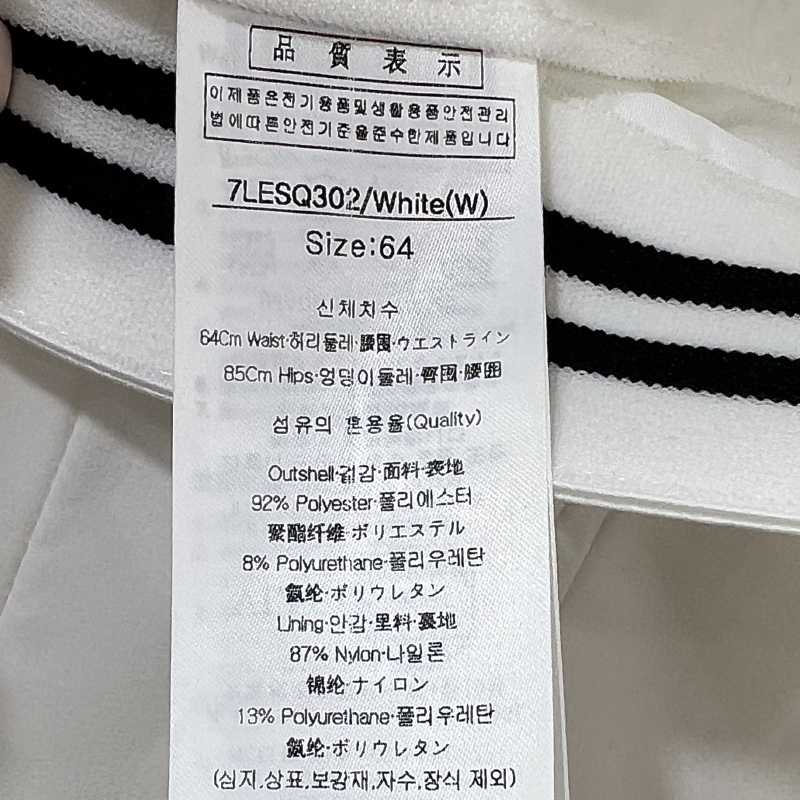 品質表示
이제품은전기용품및생활용품안전관리
법에따른안전기준을준수한제품입니다
7LESQ302/White(W)
Size:64
신체치수
64Cm Waist·허리둘레·腰围·ウエストライン
85Cm Hips·엉덩이둘레·臀围·腰囲
섬유의 혼용율(Quality)
Outshell·겉감·面料·表地
92% Polyester·폴리에스터
聚酯纤维·ポリエステル
8% Polyurethane·폴리우레탄
氨纶·ポリウレタン
Lining·안감·里料·裏地
87% Nylon·나일론
锦纶·ナイロン
13% Polyurethane·폴리우레탄
氨纶·ポリウレタン
(심지,상표,보강재,자수,장식 제외)